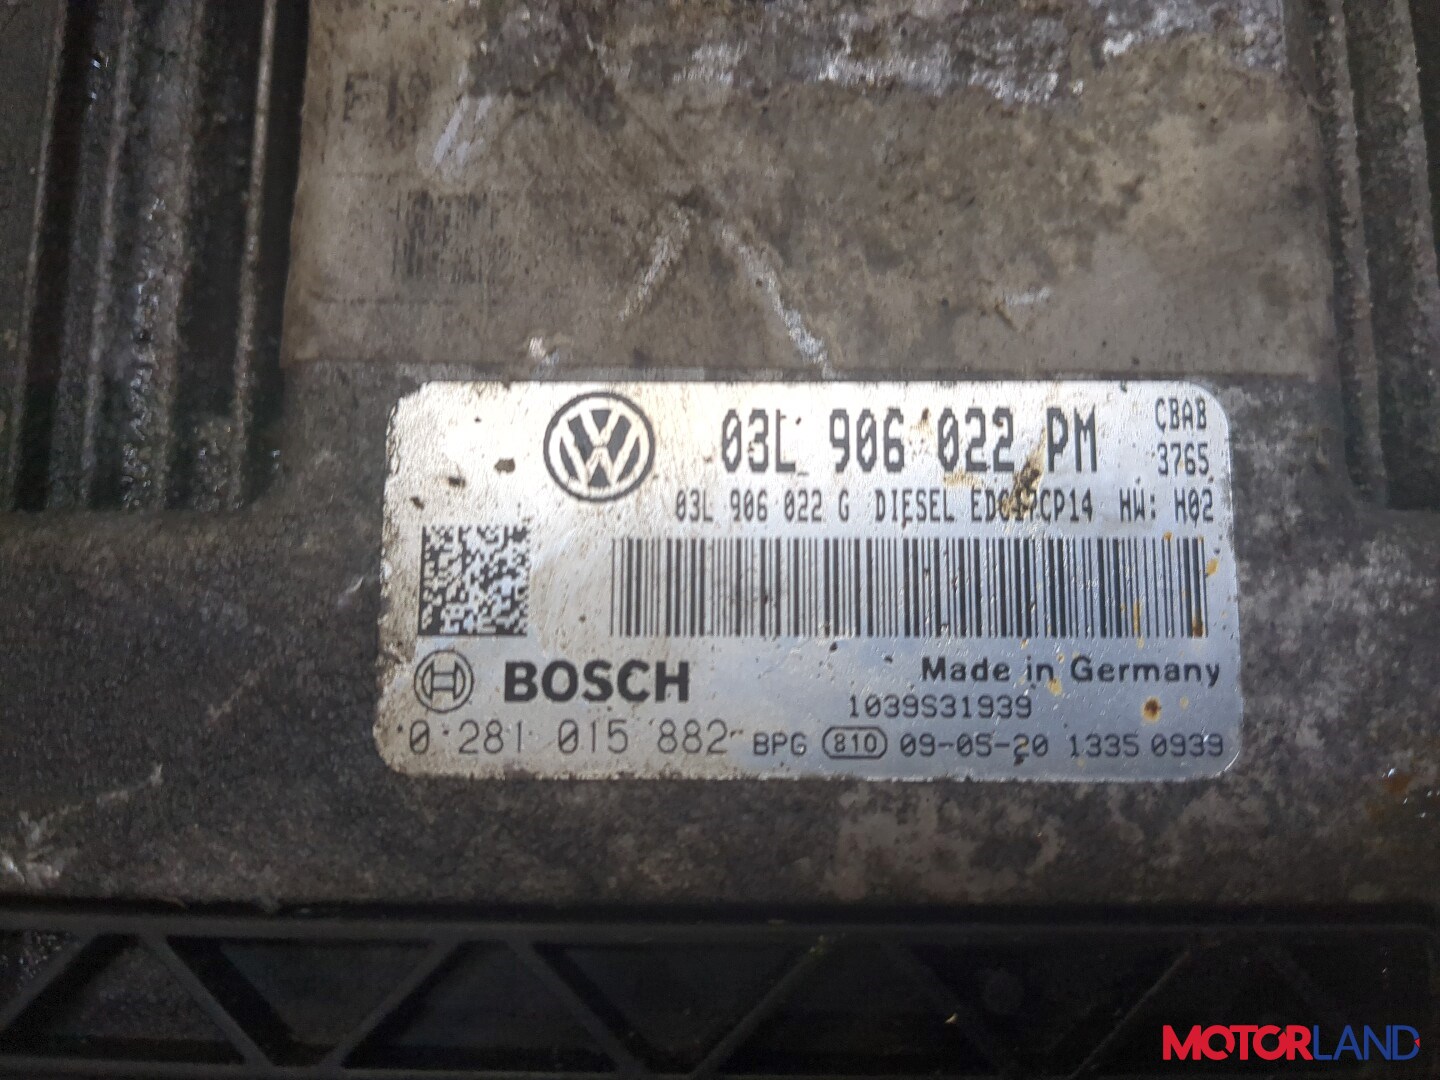 03L 906 022 PM
CBAB
3765
03L 906 022 G DIESEL EDC17CP14 HW: H02
BOSCH
Made in Germany
1039S31939
0 281 015 882 BPG 810 09-05-20 1335 0939
MOTORLAND